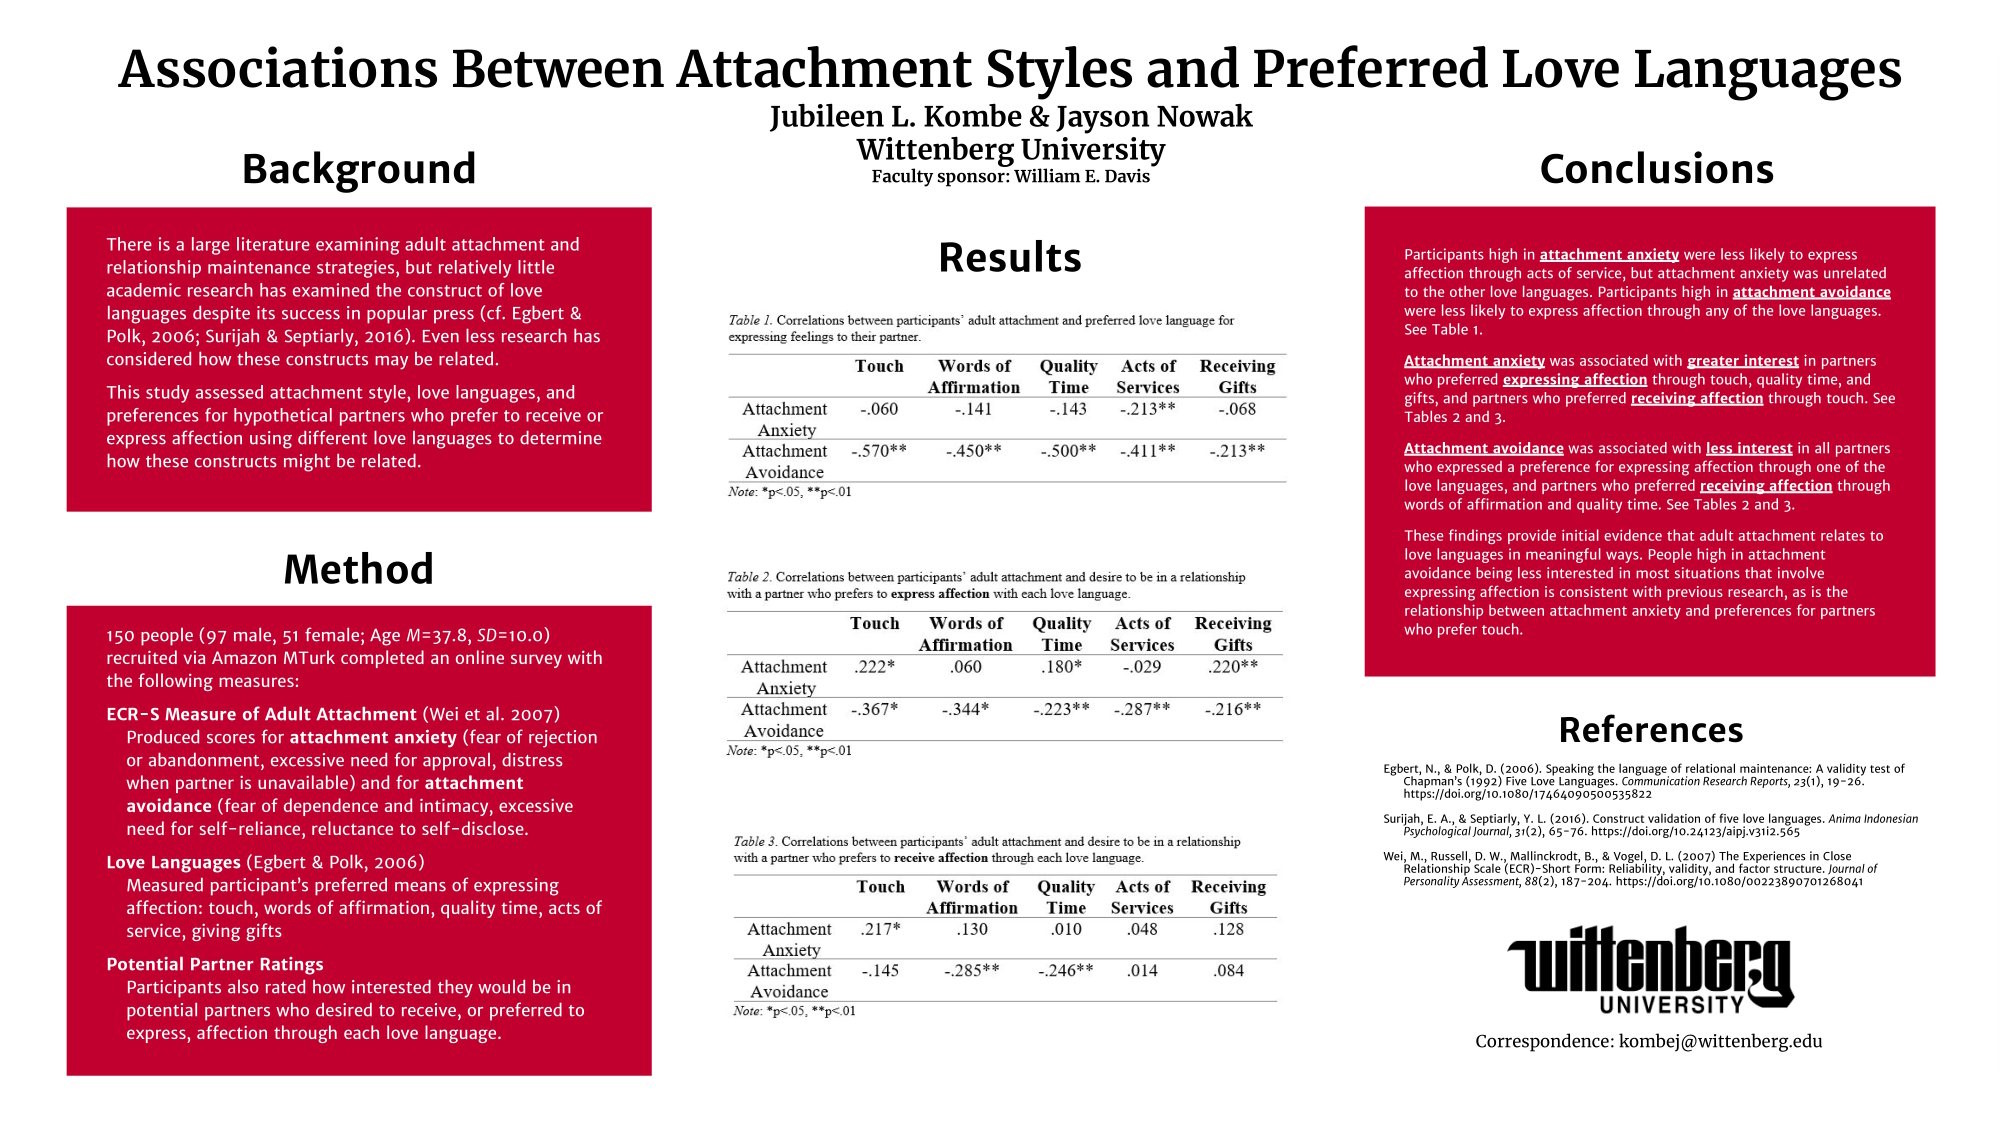 Associations Between Attachment Styles and Preferred Love Languages
Jubileen L. Kombe & Jayson Nowak
Wittenberg University
Faculty sponsor: William E. Davis
Background
There is a large literature examining adult attachment and
relationship maintenance strategies, but relatively little
academic research has examined the construct of love
languages despite its success in popular press (cf. Egbert &
Polk, 2006; Surijah & Septiarly, 2016). Even less research has
considered how these constructs may be related.
This study assessed attachment style, love languages, and
preferences for hypothetical partners who prefer to receive or
express affection using different love languages to determine
how these constructs might be related.
Method
150 people (97 male, 51 female; Age M=37.8, SD=10.0)
recruited via Amazon MTurk completed an online survey with
the following measures:
ECR-S Measure of Adult Attachment (Wei et al. 2007)
Produced scores for attachment anxiety (fear of rejection
or abandonment, excessive need for approval, distress
when partner is unavailable) and for attachment
avoidance (fear of dependence and intimacy, excessive
need for self-reliance, reluctance to self-disclose.
Love Languages (Egbert & Polk, 2006)
Measured participant's preferred means of expressing
affection: touch, words of affirmation, quality time, acts of
service, giving gifts
Potential Partner Ratings
Participants also rated how interested they would be in
potential partners who desired to receive, or preferred to
express, affection through each love language.
Results
Table 1. Correlations between participants' adult attachment and preferred love language for
expressing feelings to their partner.
Touch Words of Quality Acts of Receiving
Affirmation Time Services Gifts
Attachment -.060 -.141 -.143 -.213** -.068
Anxiety
Attachment -.570** -.450** -.500** -.411** -.213**
Avoidance
Note: *p<.05, **p<.01
Table 2. Correlations between participants' adult attachment and desire to be in a relationship
with a partner who prefers to express affection with each love language.
Touch Words of Quality Acts of Receiving
Affirmation Time Services Gifts
Attachment .222* .060 .180* -.029 .220**
Anxiety
Attachment -.367* -.344* -.223** -.287** -.216**
Avoidance
Note: *p<.05, **p<.01
Table 3. Correlations between participants' adult attachment and desire to be in a relationship
with a partner who prefers to receive affection through each love language.
Touch Words of Quality Acts of Receiving
Affirmation Time Services Gifts
Attachment .217* .130 .010 .048 .128
Anxiety
Attachment -.145 -.285** -.246** .014 .084
Avoidance
Note: *p<.05, **p<.01
Conclusions
Participants high in attachment anxiety were less likely to express
affection through acts of service, but attachment anxiety was unrelated
to the other love languages. Participants high in attachment avoidance
were less likely to express affection through any of the love languages.
See Table 1.
Attachment anxiety was associated with greater interest in partners
who preferred expressing affection through touch, quality time, and
gifts, and partners who preferred receiving affection through touch. See
Tables 2 and 3.
Attachment avoidance was associated with less interest in all partners
who expressed a preference for expressing affection through one of the
love languages, and partners who preferred receiving affection through
words of affirmation and quality time. See Tables 2 and 3.
These findings provide initial evidence that adult attachment relates to
love languages in meaningful ways. People high in attachment
avoidance being less interested in most situations that involve
expressing affection is consistent with previous research, as is the
relationship between attachment anxiety and preferences for partners
who prefer touch.
References
Egbert, N., & Polk, D. (2006). Speaking the language of relational maintenance: A validity test of
Chapman's (1992) Five Love Languages. Communication Research Reports, 23(1), 19-26.
https://doi.org/10.1080/17464090500535822
Surijah, E. A., & Septiarly, Y. L. (2016). Construct validation of five love languages. Anima Indonesian
Psychological Journal, 31(2), 65-76. https://doi.org/10.24123/aipj.v31i2.565
Wei, M., Russell, D. W., Mallinckrodt, B., & Vogel, D. L. (2007) The Experiences in Close
Relationship Scale (ECR)-Short Form: Reliability, validity, and factor structure. Journal of
Personality Assessment, 88(2), 187-204. https://doi.org/10.1080/00223890701268041
wittenberg
UNIVERSITY
Correspondence: kombej@wittenberg.edu